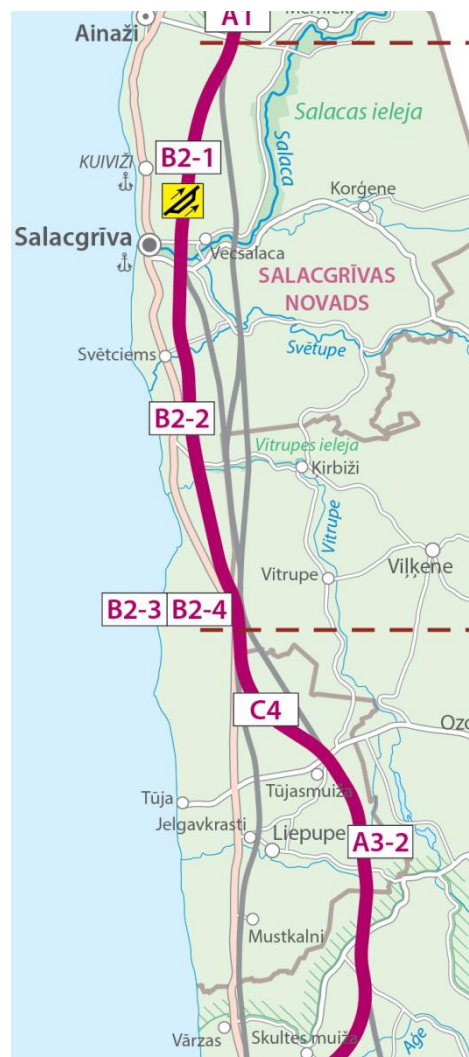 A1
Ainaži
Mērnieki
Salacas ieleja
Salaca
B2-1
KUIVIŽI
Korģene
Salacgrīva
Vecsalaca
SALACGRĪVAS
NOVADS
Svētupe
Svētciems
B2-2
Vitrupes ieleja
Kirbiži
Vitrupe
Viļķene
Vitrupe
B2-3 B2-4
C4
Ozo
Tūjasmuiža
Tūja
Jelgavkrasti
Liepupe
A3-2
Mustkalni
Vārzas
Skultes muiža
Aģe